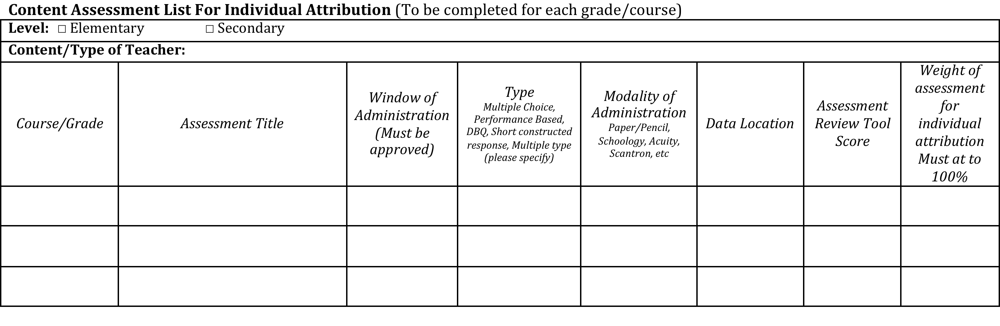 Content Assessment List For Individual Attribution (To be completed for each grade/course)
Level: □ Elementary □ Secondary
Content/Type of Teacher:
Course/Grade
Assessment Title
Window of
Administration
(Must be
approved)
Type
Multiple Choice,
Performance Based,
DBQ, Short constructed
response, Multiple type
(please specify)
Modality of
Administration
Paper/Pencil,
Schoology, Acuity,
Scantron, etc
Data Location
Assessment
Review Tool
Score
Weight of
assessment
for
individual
attribution
Must at to
100%